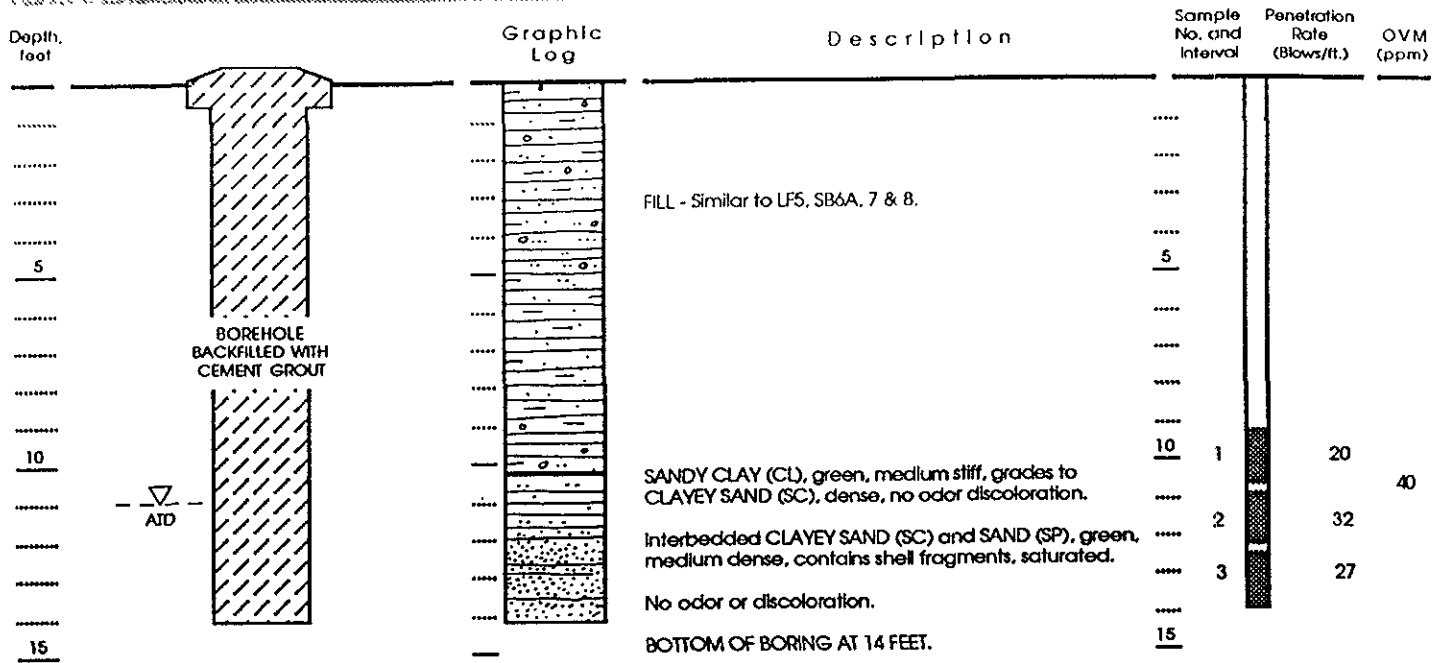 Depth, feet
Graphic Log
Description
Sample No. and Interval
Penetration Rate (Blows/ft.)
OVM (ppm)
FILL - Similar to LF5, SB6A, 7 & 8.
5
5
BOREHOLE
BACKFILLED WITH
CEMENT GROUT
10
10
1
20
SANDY CLAY (CL), green, medium stiff, grades to
CLAYEY SAND (SC), dense, no odor discoloration.
40
ATD
2
32
Interbedded CLAYEY SAND (SC) and SAND (SP), green,
medium dense, contains shell fragments, saturated.
3
27
No odor or discoloration.
BOTTOM OF BORING AT 14 FEET.
15
15